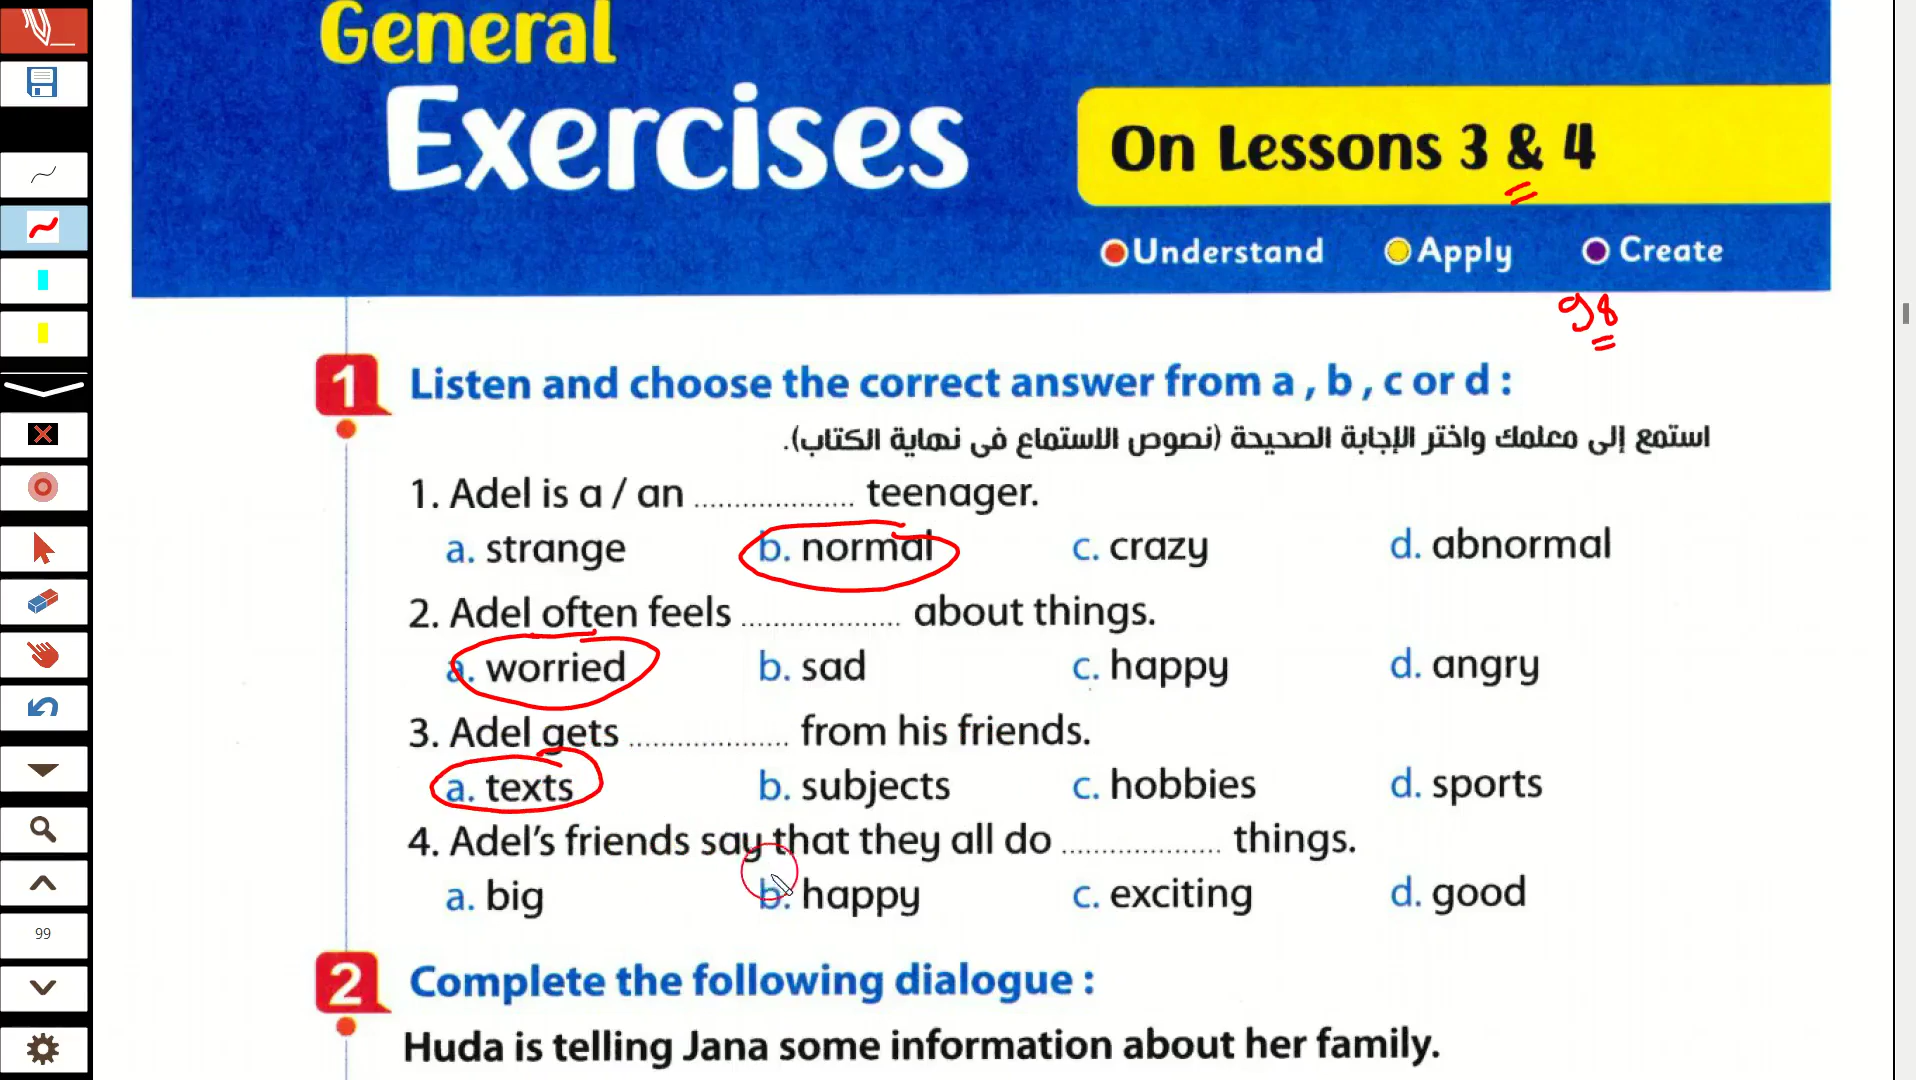 General
Exercises
On Lessons 3 & 4
Understand Apply Create
98
1 Listen and choose the correct answer from a , b , c or d :
استمع إلى معلمك واختر الإجابة الصحيحة (نصوص الاستماع فى نهاية الكتاب).
1. Adel is a / an .................... teenager.
a. strange b. normal c. crazy d. abnormal
2. Adel often feels .................... about things.
a. worried b. sad c. happy d. angry
3. Adel gets .................... from his friends.
a. texts b. subjects c. hobbies d. sports
4. Adel's friends say that they all do .................... things.
a. big b. happy c. exciting d. good
99
2 Complete the following dialogue :
Huda is telling Jana some information about her family.